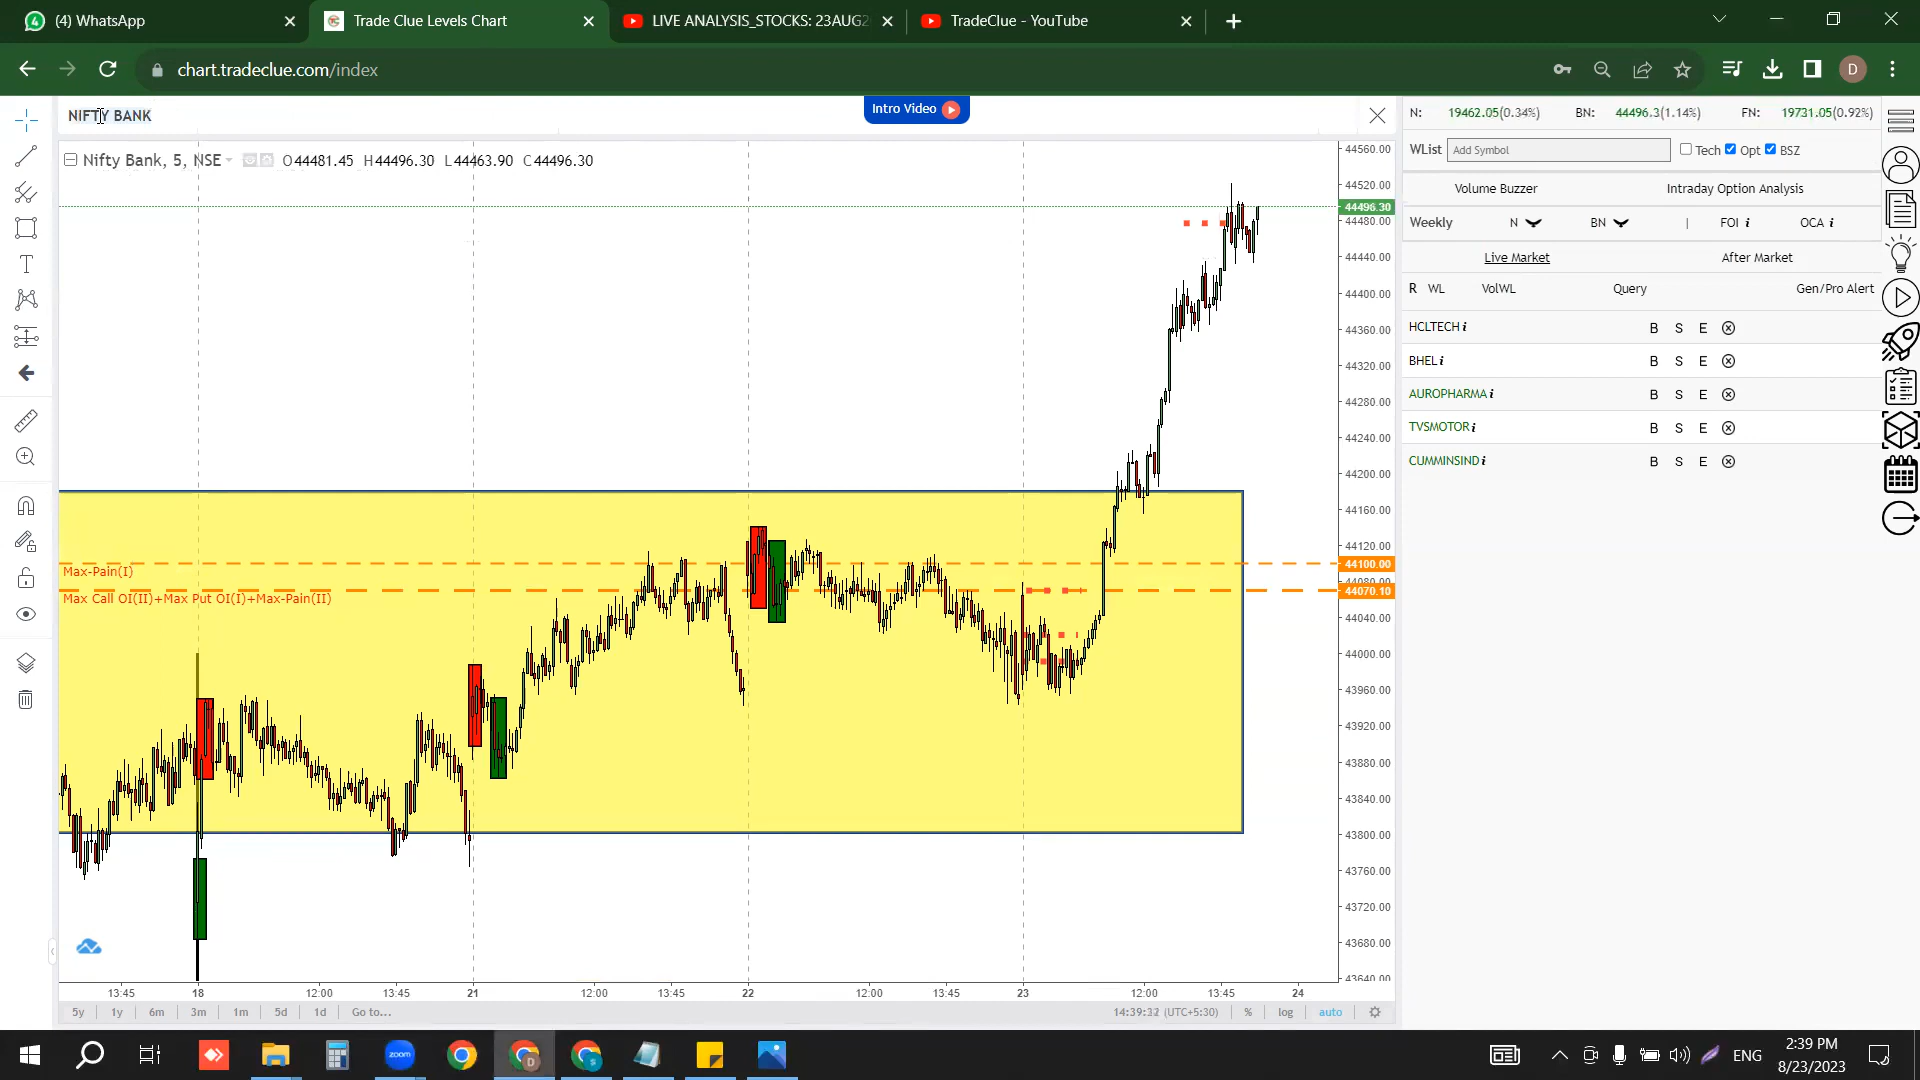 (4) WhatsApp
Trade Clue Levels Chart
LIVE ANALYSIS_STOCKS: 23AUG2
TradeClue - YouTube
chart.tradeclue.com/index
D
NIFTY BANK
Intro Video
Nifty Bank, 5, NSE
O44481.45 H44496.30 L44463.90 C44496.30
44560.00
44520.00
44496.30
44480.00
44440.00
44400.00
44360.00
44320.00
44280.00
44240.00
44200.00
44160.00
44120.00
44100.00
44080.00
44070.10
44040.00
44000.00
43960.00
43920.00
43880.00
43840.00
43800.00
43760.00
43720.00
43680.00
43640.00
Max-Pain(I)
Max Call OI(II)+Max Put OI(I)+Max-Pain(II)
13:45 18 12:00 13:45 21 12:00 13:45 22 12:00 13:45 23 12:00 13:45 24
5y 1y 6m 3m 1m 5d 1d Go to...
(UTC+5:30) % log auto
N: 19462.05(0.34%) BN: 44496.3(1.14%) FN: 19731.05(0.92%)
WList Add Symbol Tech Opt BSZ
Volume Buzzer Intraday Option Analysis
Weekly N BN | FOI i OCA i
Live Market After Market
R WL VolWL Query Gen/Pro Alert
HCLTECH i B S E
BHEL i B S E
AUROPHARMA i B S E
TVSMOTOR i B S E
CUMMINSIND i B S E
zoom
D
S
ENG
2:39 PM
8/23/2023